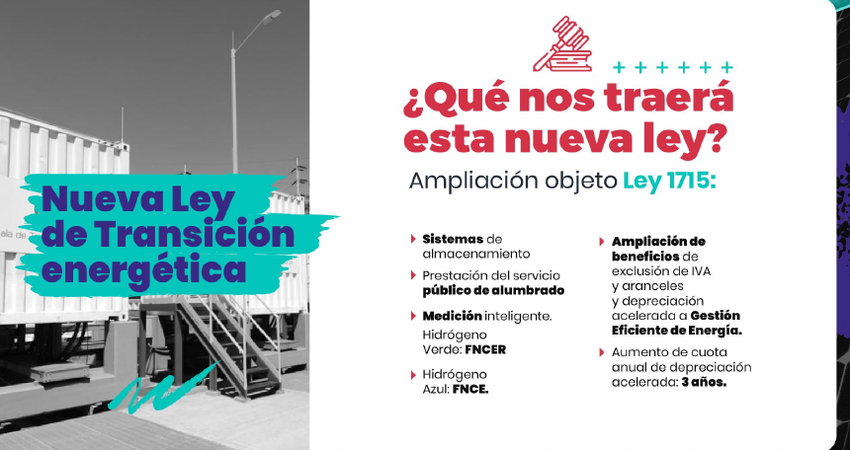 Nueva Ley
de Transición
energética
¿Qué nos traerá
esta nueva ley?
Ampliación objeto Ley 1715:
Sistemas de
almacenamiento
Prestación del servicio
público de alumbrado
Medición inteligente.
Hidrógeno
Verde: FNCER
Hidrógeno
Azul: FNCE.
Ampliación de
beneficios de
exclusión de IVA
y aranceles
y depreciación
acelerada a Gestión
Eficiente de Energía.
Aumento de cuota
anual de depreciación
acelerada: 3 años.